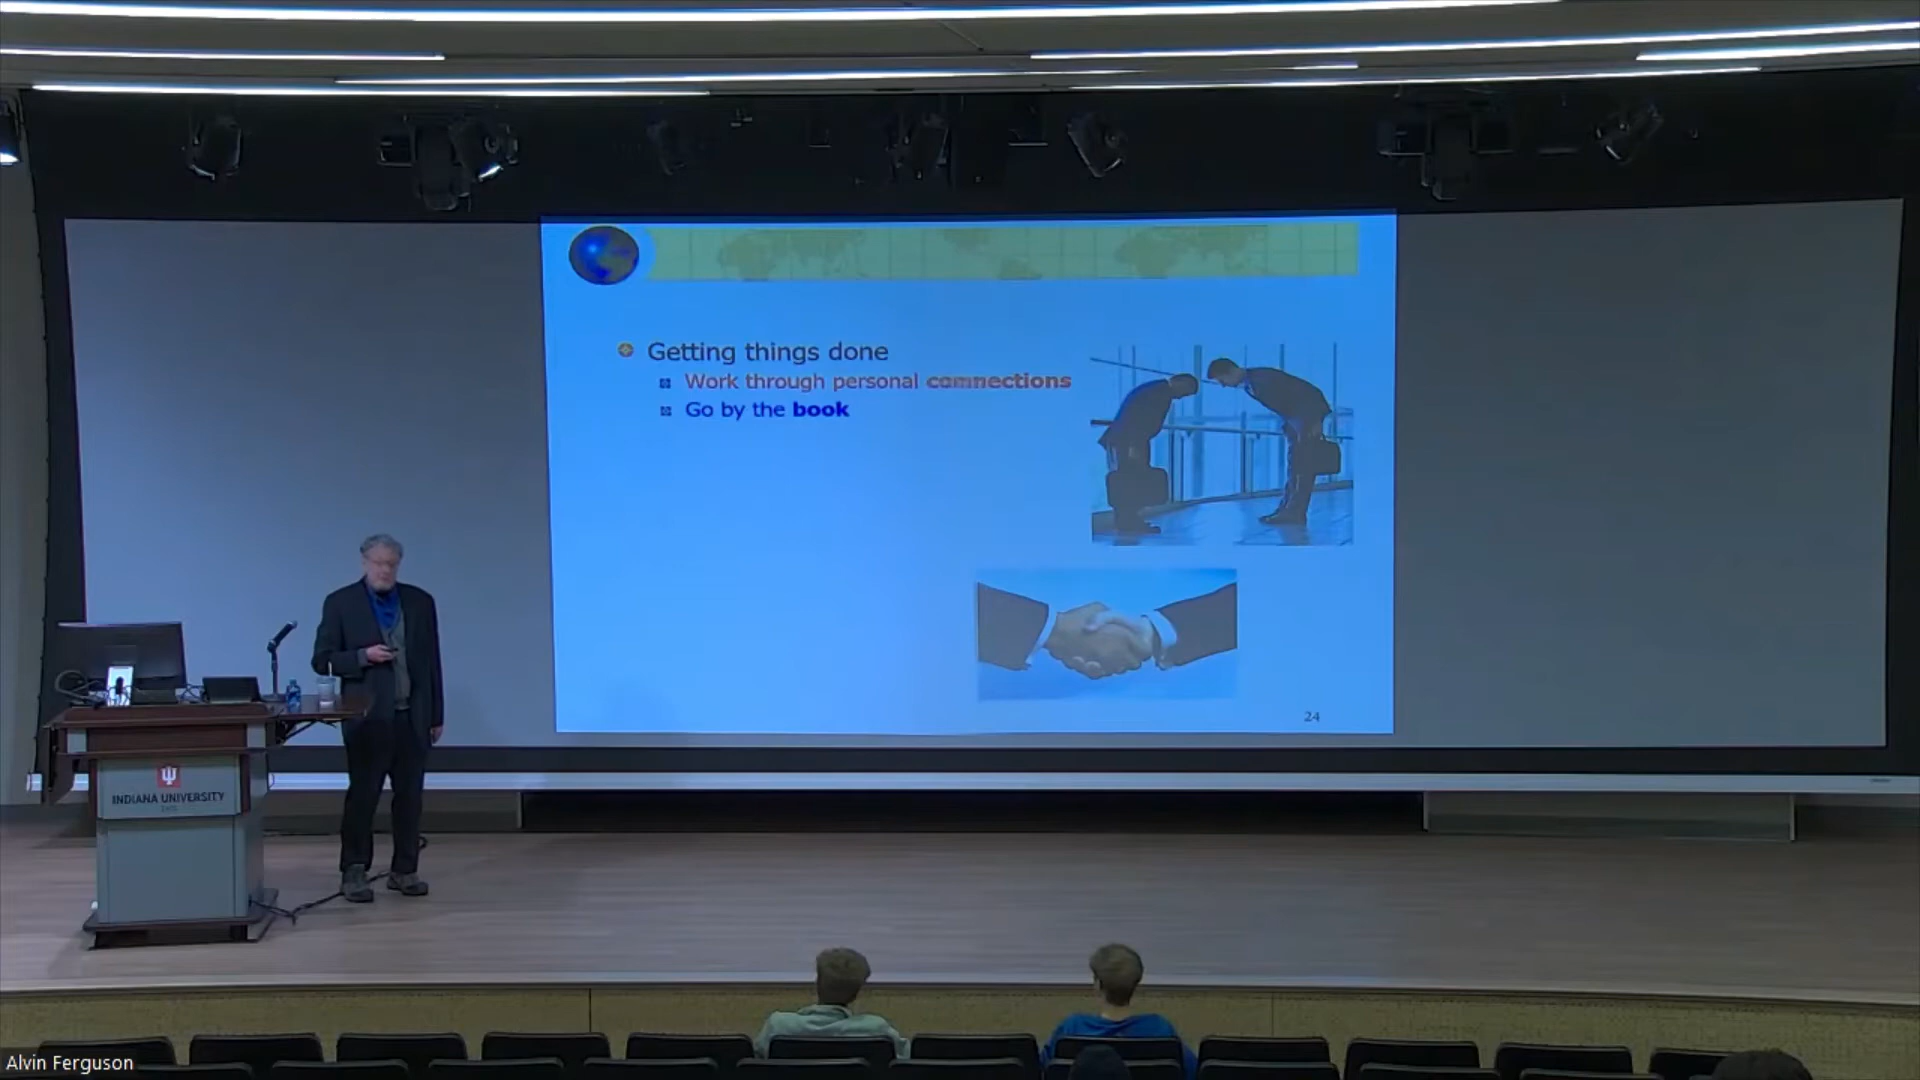 Getting things done
Work through personal connections
Go by the book
24
INDIANA UNIVERSITY
Alvin Ferguson